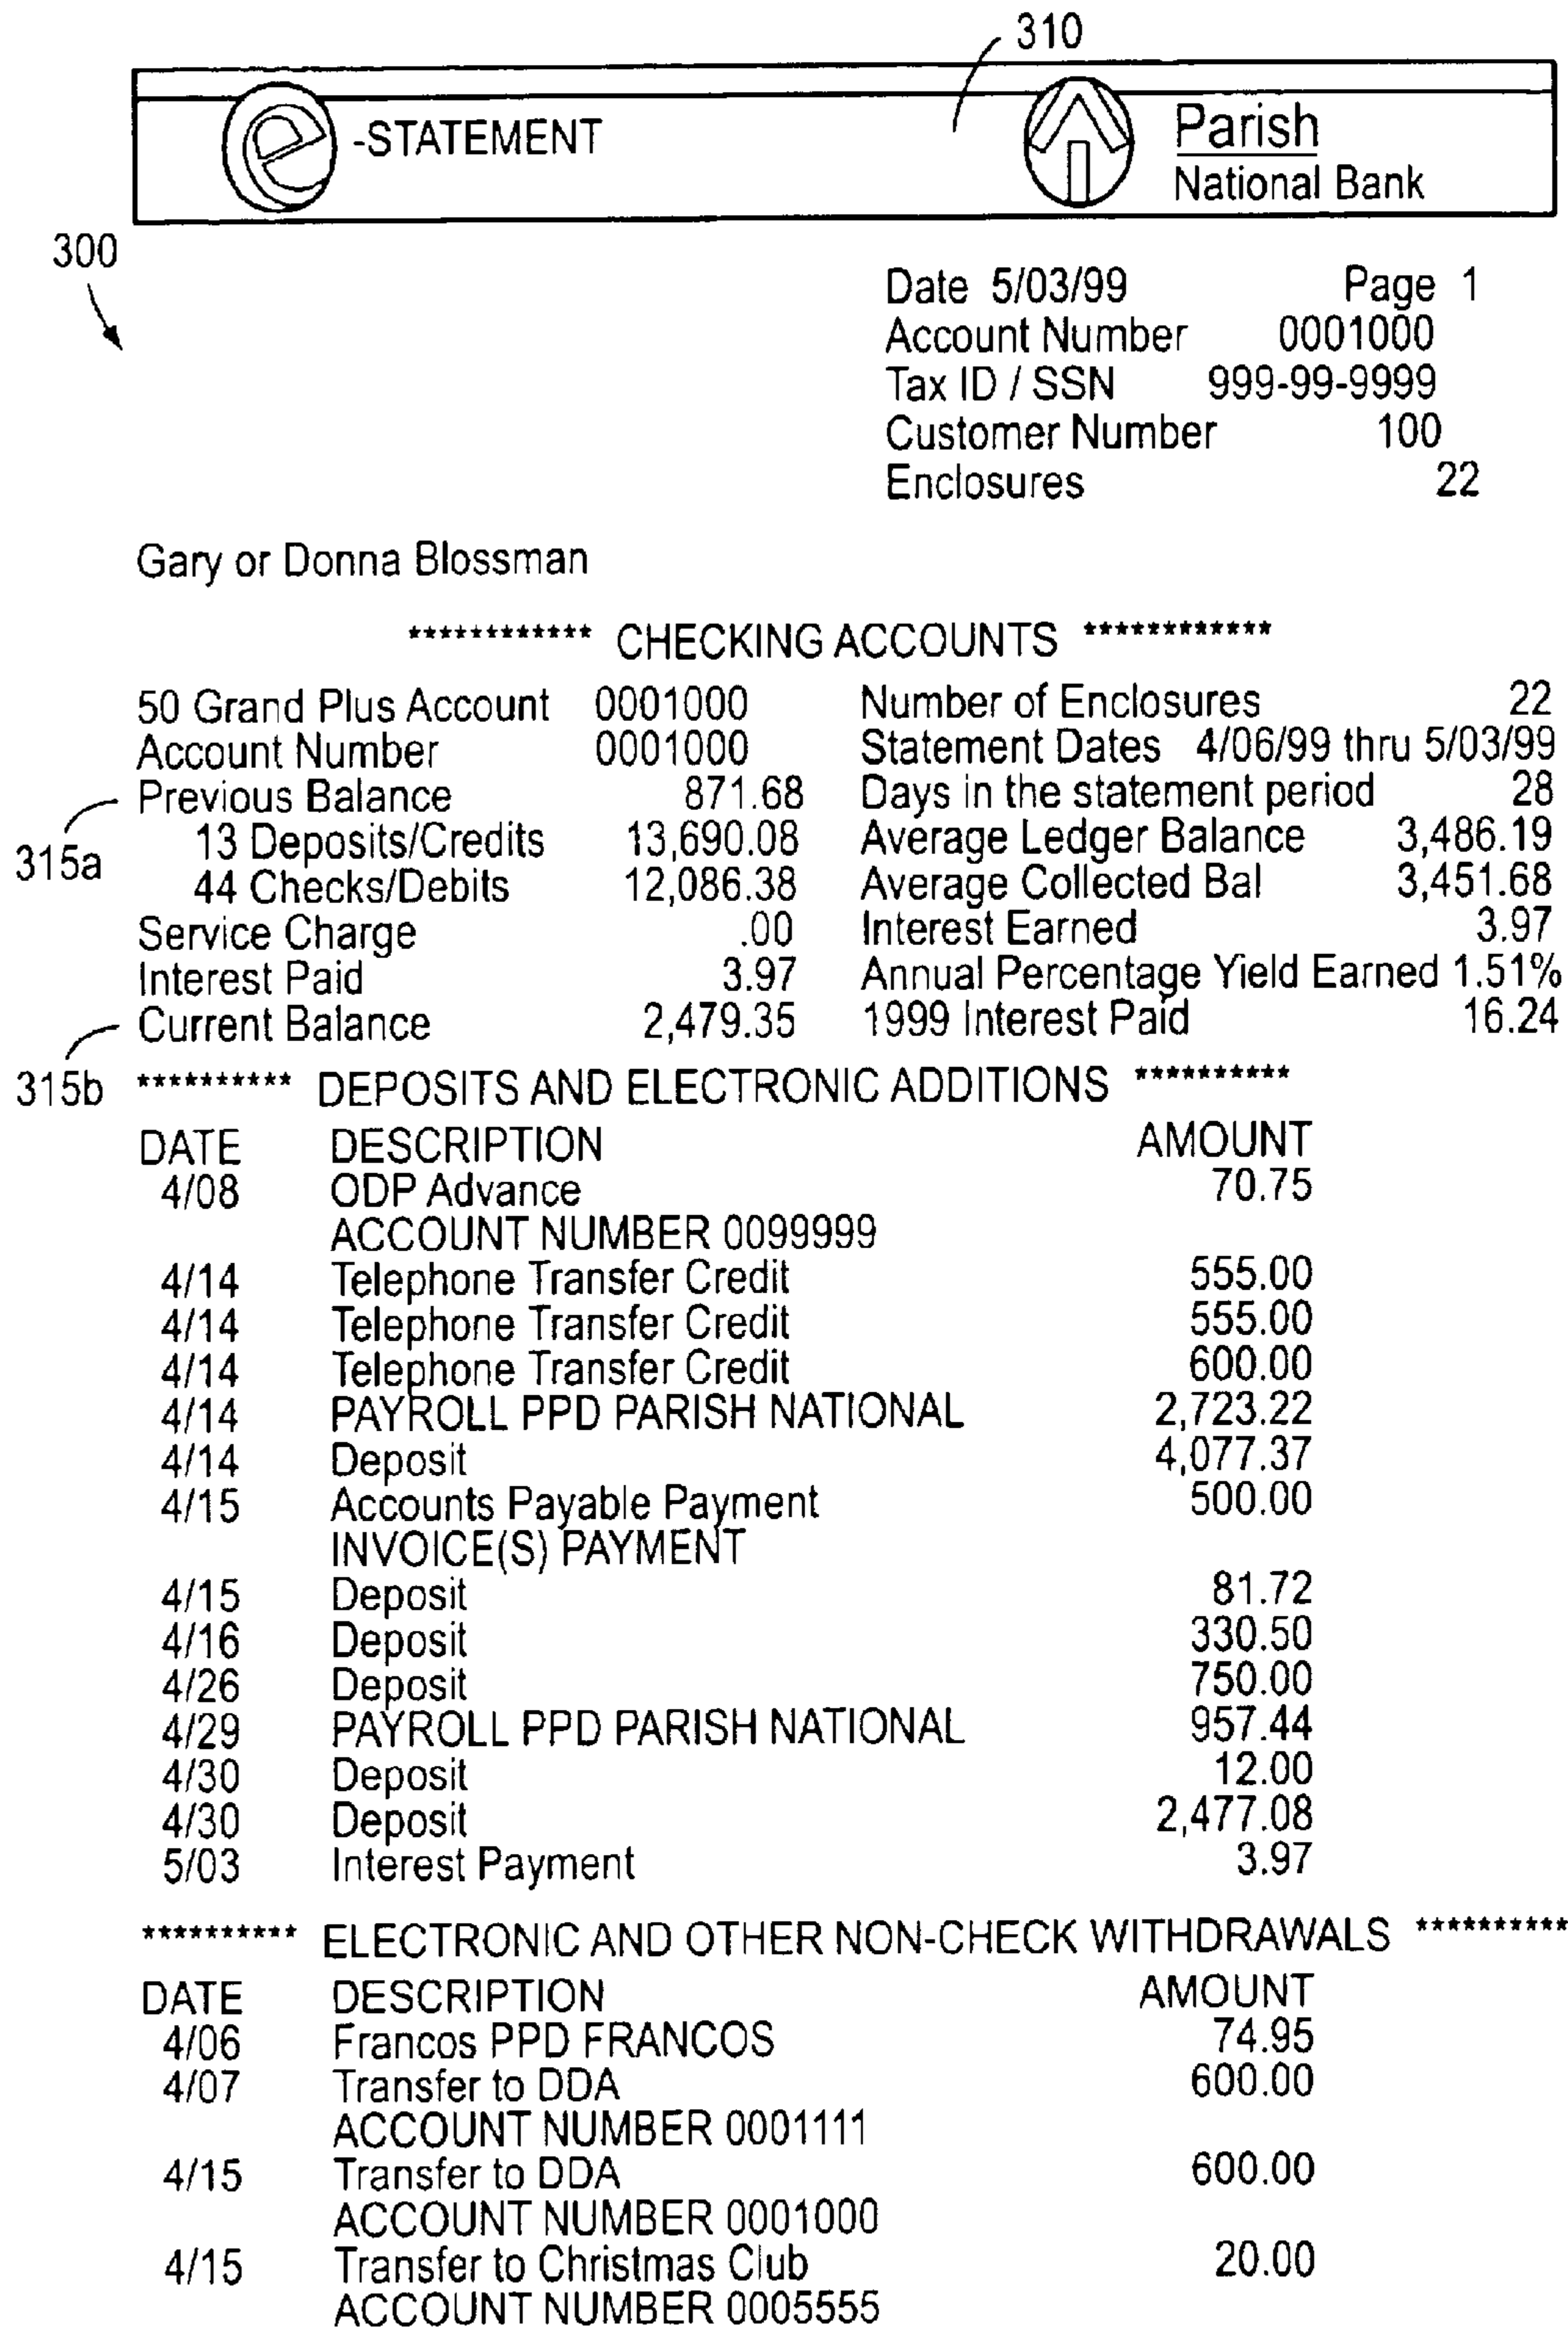 310
e -STATEMENT Parish
National Bank
300
Date 5/03/99 Page 1
Account Number 0001000
Tax ID / SSN 999-99-9999
Customer Number 100
Enclosures 22
Gary or Donna Blossman
************ CHECKING ACCOUNTS ************
50 Grand Plus Account 0001000 Number of Enclosures 22
Account Number 0001000 Statement Dates 4/06/99 thru 5/03/99
Previous Balance 871.68 Days in the statement period 28
315a 13 Deposits/Credits 13,690.08 Average Ledger Balance 3,486.19
44 Checks/Debits 12,086.38 Average Collected Bal 3,451.68
Service Charge .00 Interest Earned 3.97
Interest Paid 3.97 Annual Percentage Yield Earned 1.51%
Current Balance 2,479.35 1999 Interest Paid 16.24
315b ********** DEPOSITS AND ELECTRONIC ADDITIONS **********
DATE DESCRIPTION AMOUNT
4/08 ODP Advance 70.75
ACCOUNT NUMBER 0099999
4/14 Telephone Transfer Credit 555.00
4/14 Telephone Transfer Credit 555.00
4/14 Telephone Transfer Credit 600.00
4/14 PAYROLL PPD PARISH NATIONAL 2,723.22
4/14 Deposit 4,077.37
4/15 Accounts Payable Payment 500.00
INVOICE(S) PAYMENT
4/15 Deposit 81.72
4/16 Deposit 330.50
4/26 Deposit 750.00
4/29 PAYROLL PPD PARISH NATIONAL 957.44
4/30 Deposit 12.00
4/30 Deposit 2,477.08
5/03 Interest Payment 3.97
********** ELECTRONIC AND OTHER NON-CHECK WITHDRAWALS **********
DATE DESCRIPTION AMOUNT
4/06 Francos PPD FRANCOS 74.95
4/07 Transfer to DDA 600.00
ACCOUNT NUMBER 0001111
4/15 Transfer to DDA 600.00
ACCOUNT NUMBER 0001000
4/15 Transfer to Christmas Club 20.00
ACCOUNT NUMBER 0005555